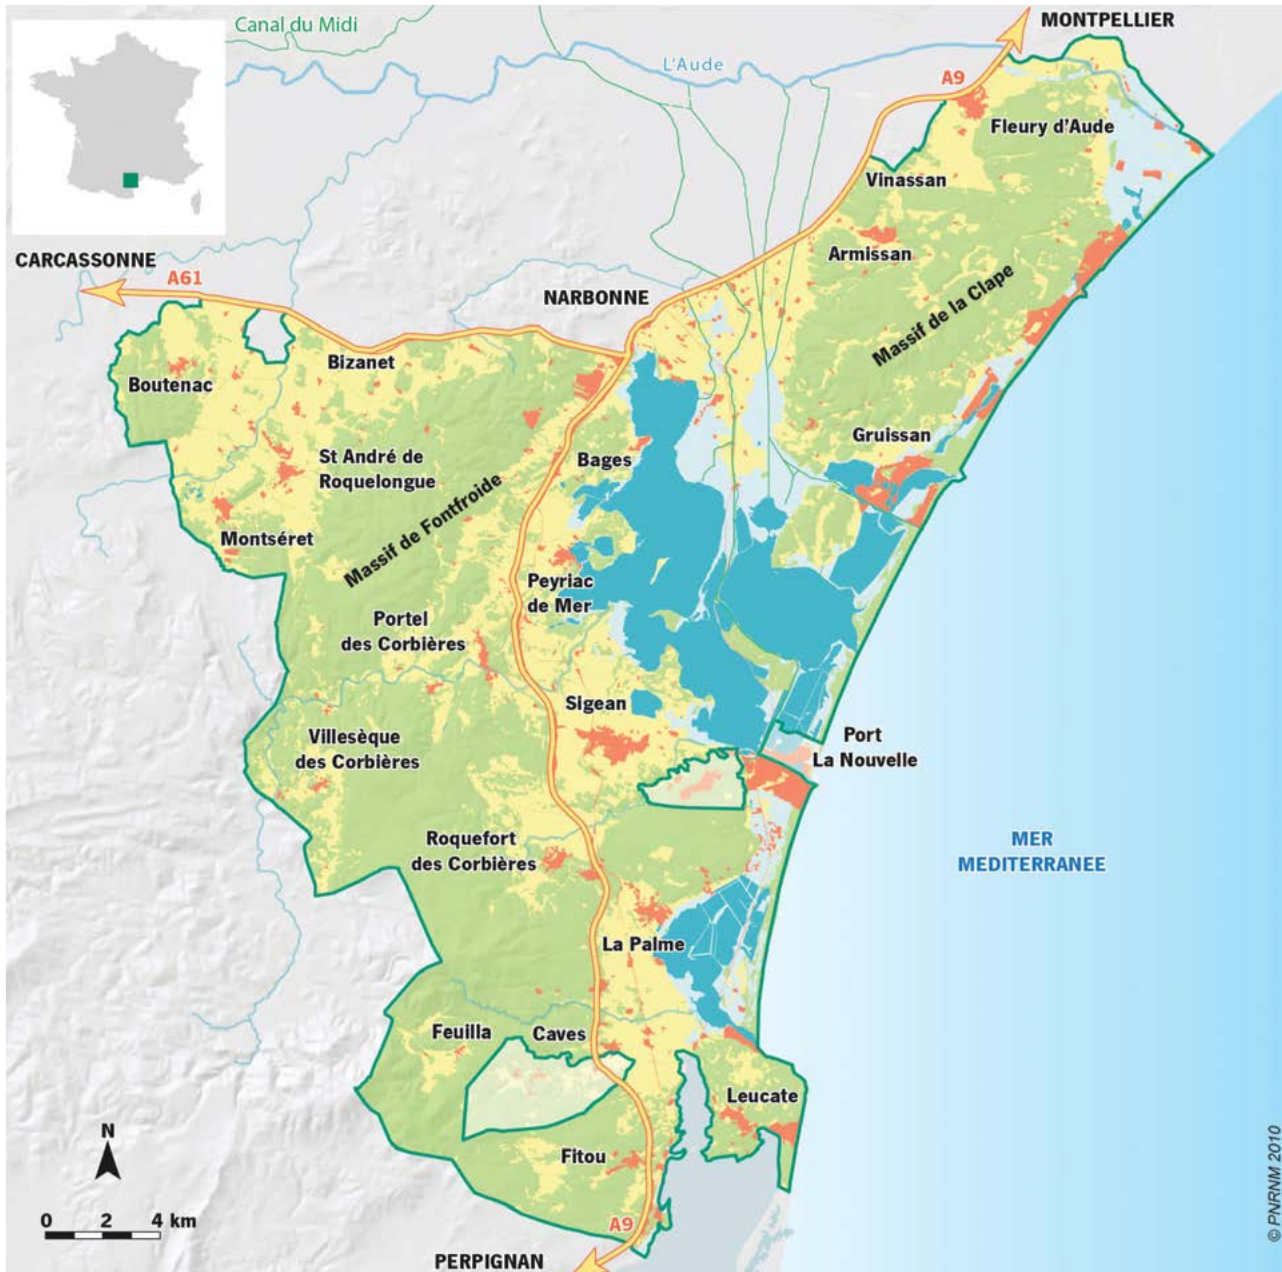 Canal du Midi
MONTPELLIER
L'Aude
A9
Fleury d'Aude
Vinassan
Armissan
CARCASSONNE
A61
NARBONNE
Massif de la Clape
Bizanet
Boutenac
Gruissan
St André de
Roquelongue
Bages
Massif de Fontfroide
Montséret
Peyriac
de Mer
Portel
des Corbières
Sigean
Villesèque
des Corbières
Port
La Nouvelle
Roquefort
des Corbières
MER
MEDITERRANEE
La Palme
Feuilla
Caves
Leucate
N
Fitou
0 2 4 km
A9
PERPIGNAN
© PNRNM 2010